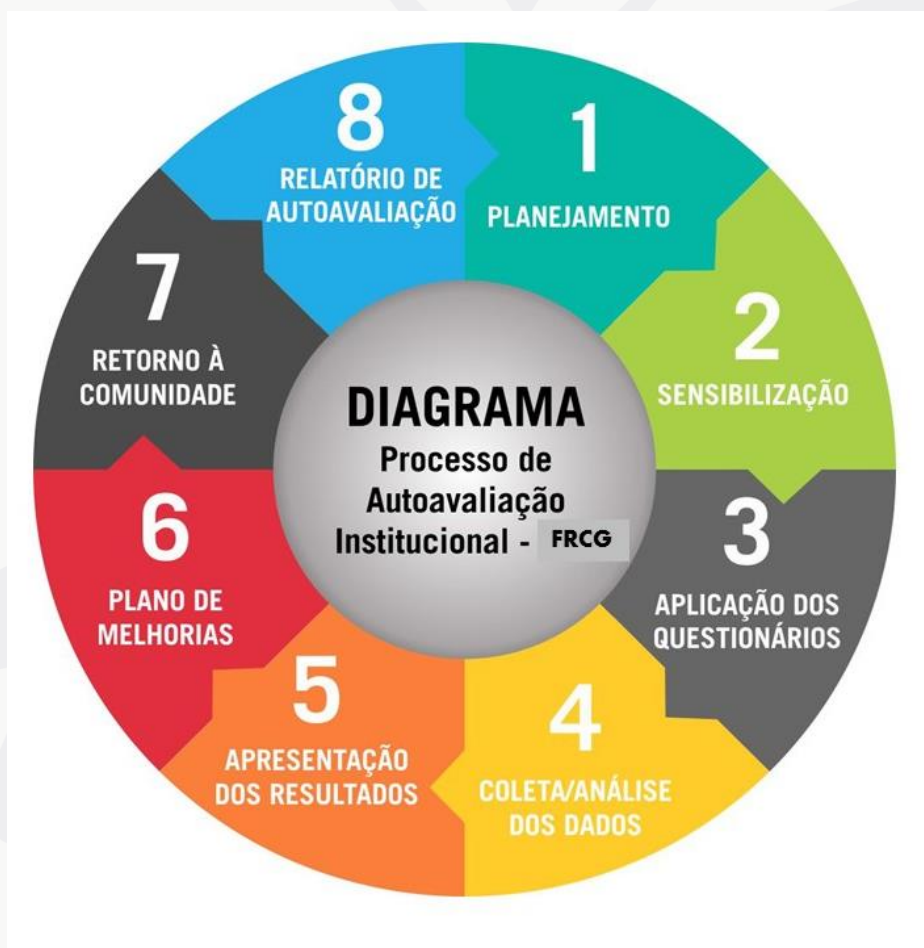 DIAGRAMA
Processo de
Autoavaliação
Institucional - FRCG
1
PLANEJAMENTO
2
SENSIBILIZAÇÃO
3
APLICAÇÃO DOS
QUESTIONÁRIOS
4
COLETA/ANÁLISE
DOS DADOS
5
APRESENTAÇÃO
DOS RESULTADOS
6
PLANO DE
MELHORIAS
7
RETORNO À
COMUNIDADE
8
RELATÓRIO DE
AUTOAVALIAÇÃO